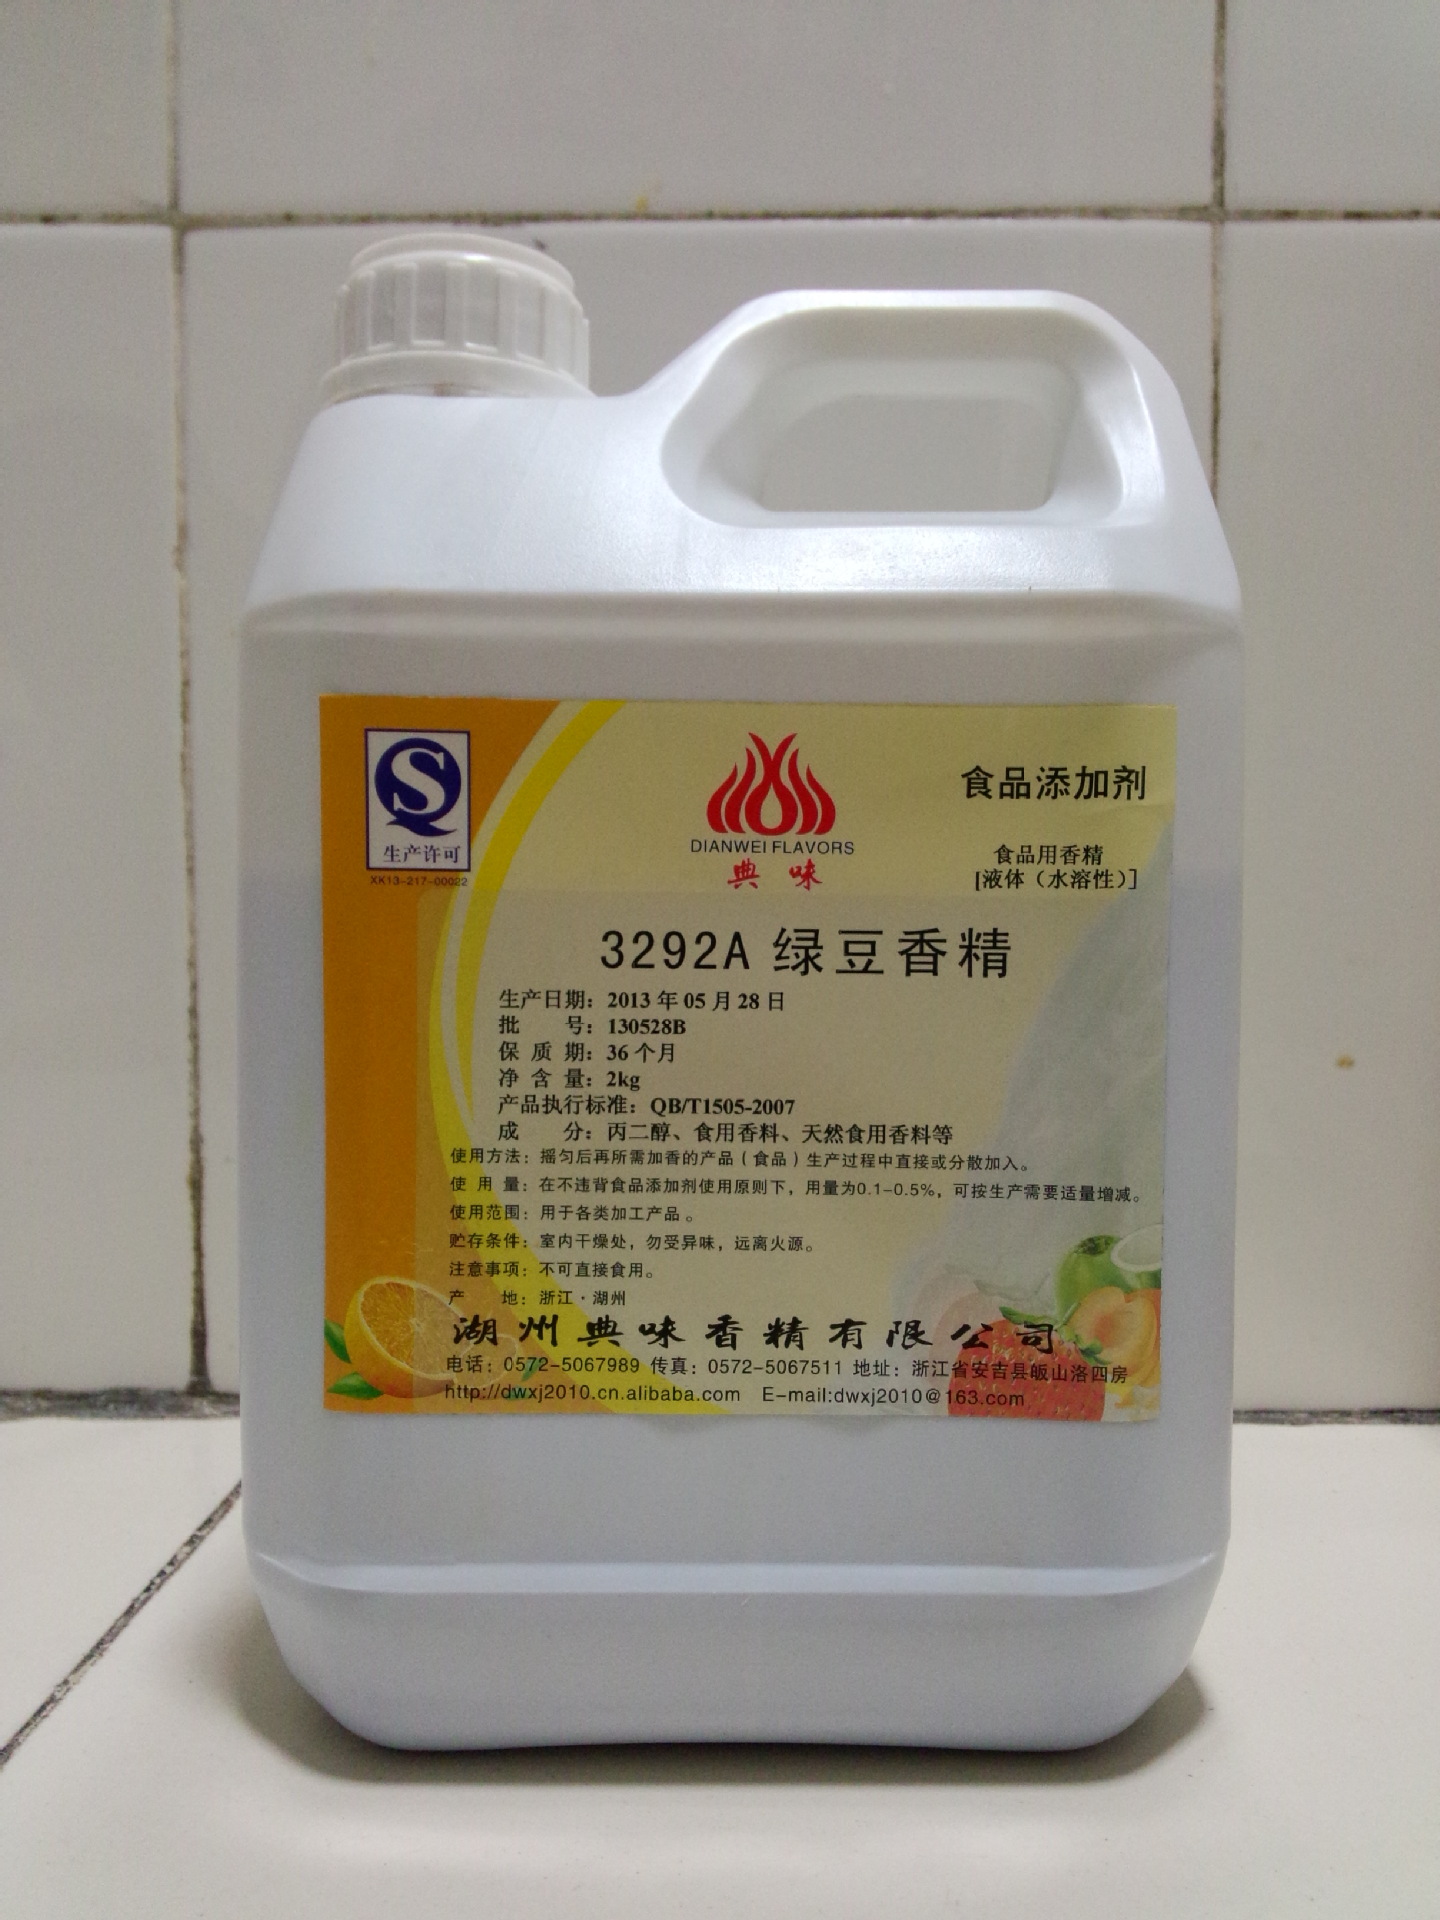 生产许可
XK13-217-00022
DIANWEI FLAVORS
典味
食品添加剂
食品用香精
[液体（水溶性）]
3292A 绿豆香精
生产日期：2013 年 05 月 28 日
批 号：130528B
保 质 期：36 个月
净 含 量：2kg
产品执行标准：QB/T1505-2007
成 分：丙二醇、食用香料、天然食用香料等
使用方法：摇匀后再所需加香的产品（食品）生产过程中直接或分散加入。
使 用 量：在不违背食品添加剂使用原则下，用量为0.1-0.5%，可按生产需要适量增减。
使用范围：用于各类加工产品 。
贮存条件：室内干燥处，勿受异味，远离火源。
注意事项：不可直接食用。
产 地：浙江·湖州
湖州典味香精有限公司
电话：0572-5067989 传真：0572-5067511 地址：浙江省安吉县皈山洛四房
http://dwxj2010.cn.alibaba.com E-mail:dwxj2010@163.com